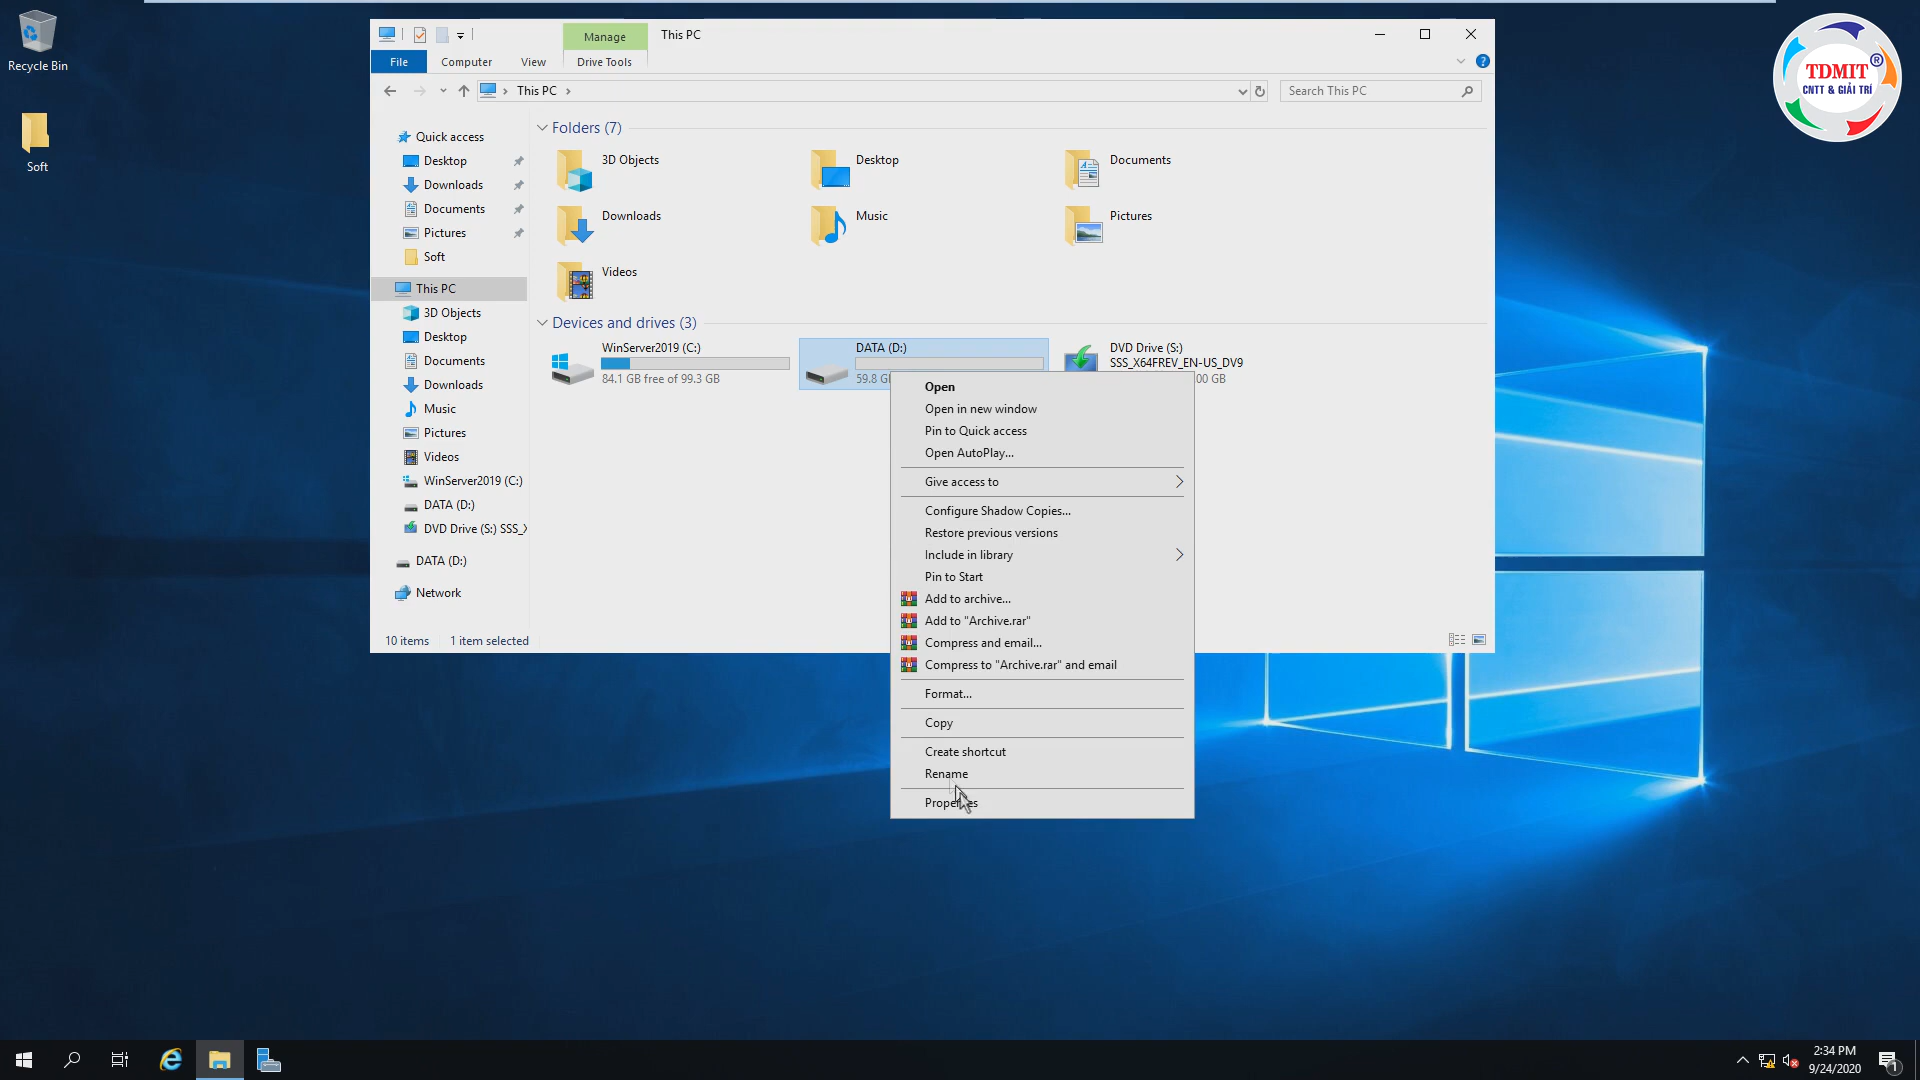 Recycle Bin
Soft
Manage
This PC
File
Computer
View
Drive Tools
This PC
Search This PC
Quick access
Desktop
Downloads
Documents
Pictures
Soft
This PC
3D Objects
Desktop
Documents
Downloads
Music
Pictures
Videos
WinServer2019 (C:)
DATA (D:)
DVD Drive (S:) SSS_X
DATA (D:)
Network
Folders (7)
3D Objects
Desktop
Documents
Downloads
Music
Pictures
Videos
Devices and drives (3)
WinServer2019 (C:)
84.1 GB free of 99.3 GB
DATA (D:)
59.8 G
DVD Drive (S:)
SSS_X64FREV_EN-US_DV9
00 GB
Open
Open in new window
Pin to Quick access
Open AutoPlay...
Give access to
Configure Shadow Copies...
Restore previous versions
Include in library
Pin to Start
Add to archive...
Add to "Archive.rar"
Compress and email...
Compress to "Archive.rar" and email
Format...
Copy
Create shortcut
Rename
Properties
10 items
1 item selected
TDMIT®
CNTT & GIẢI TRÍ
2:34 PM
9/24/2020
1